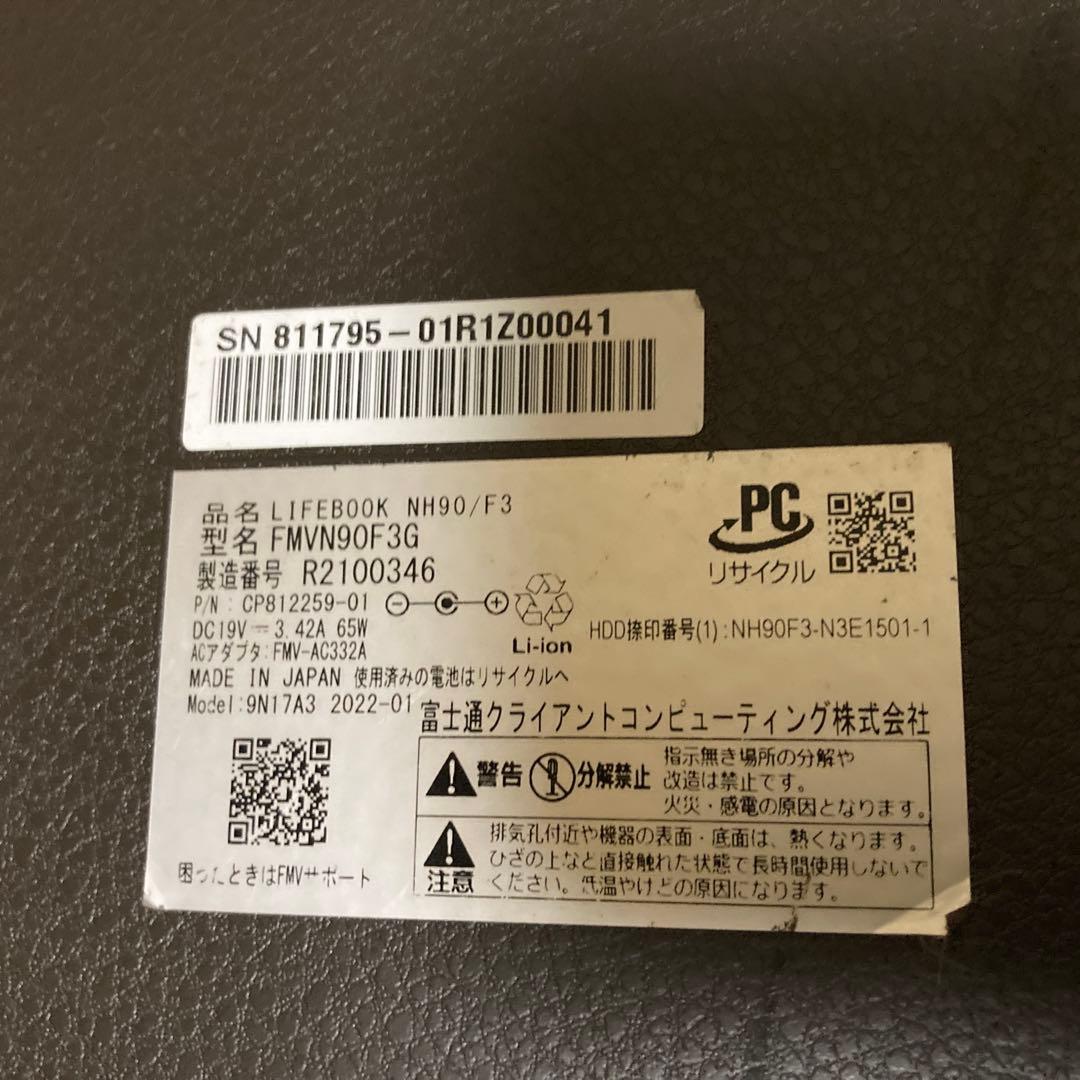 SN 811795-01R1Z00041
品名 LIFEBOOK NH90/F3
型名 FMVN90F3G
製造番号 R2100346
P/N : CP812259-01
DC19V 3.42A 65W
ACアダプタ:FMV-AC332A
MADE IN JAPAN 使用済みの電池はリサイクルへ
Model:9N17A3 2022-01
Li-ion
PC
リサイクル
HDD捺印番号(1):NH90F3-N3E1501-1
富士通クライアントコンピューティング株式会社
警告 分解禁止
指示無き場所の分解や
改造は禁止です。
火災・感電の原因となります。
注意
排気孔付近や機器の表面・底面は、熱くなります。
ひざの上など直接触れた状態で長時間使用しないで
ください。低温やけどの原因になります。
困ったときはFMVサポート